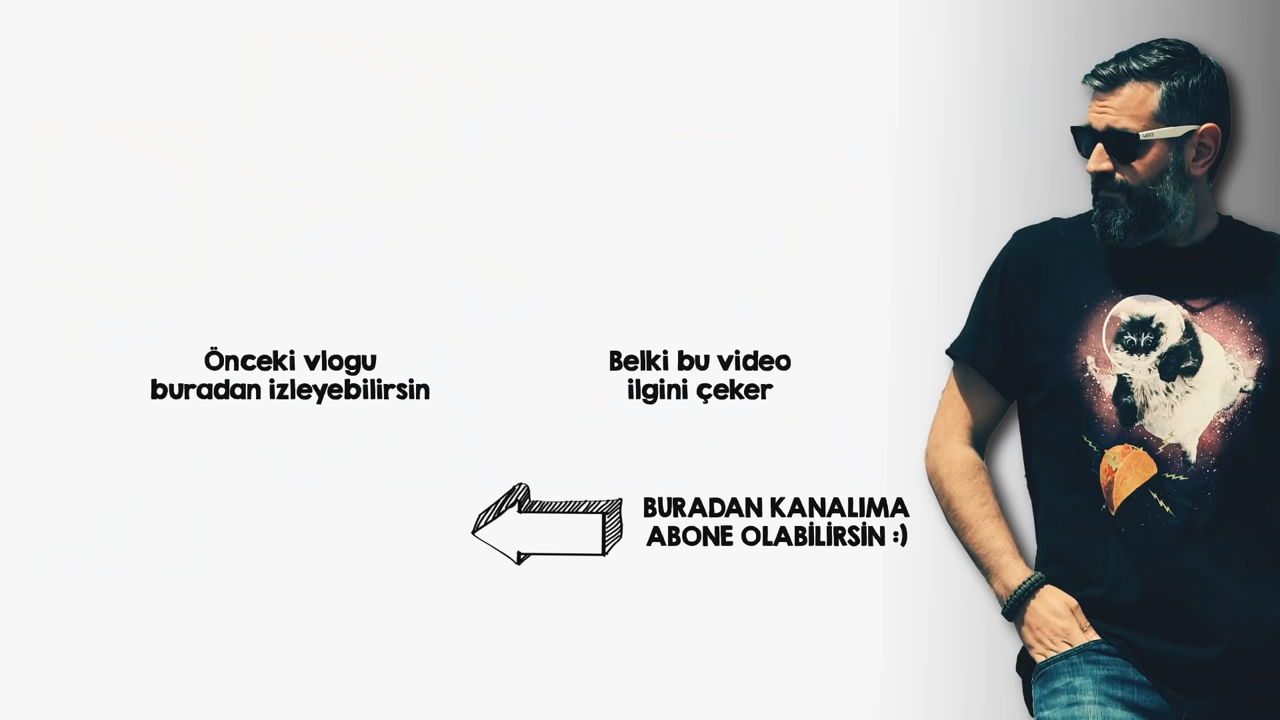 Önceki vlogu
buradan izleyebilirsin
Belki bu video
ilgini çeker
BURADAN KANALIMA
ABONE OLABİLİRSİN :)